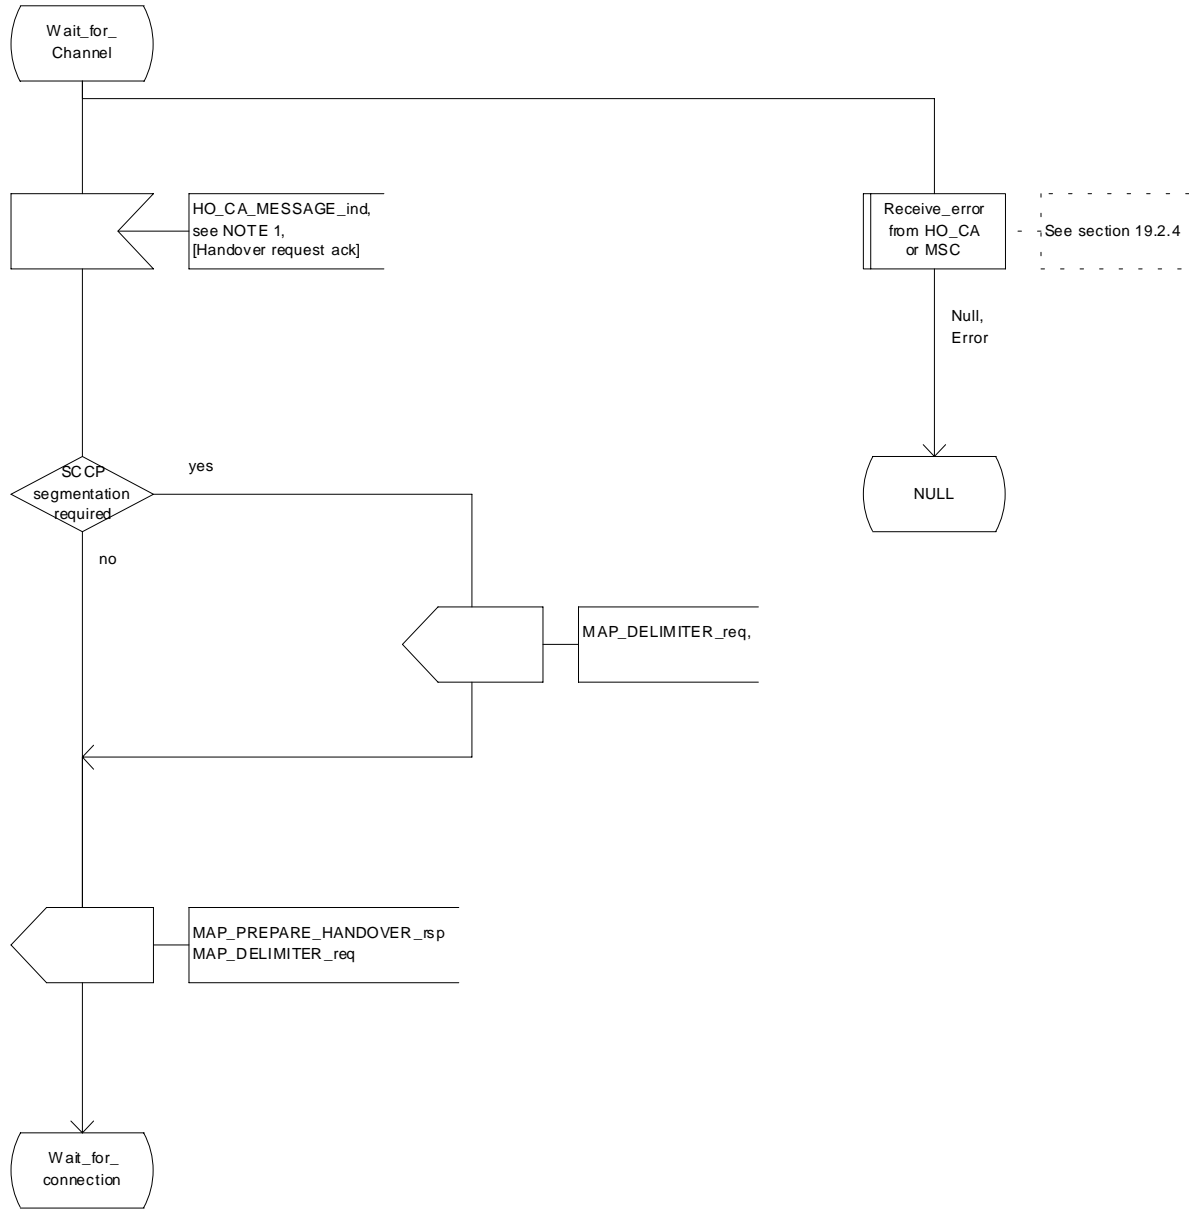 Wait_for_
Channel
HO_CA_MESSAGE_ind,
see NOTE 1,
[Handover request ack]
Receive_error
from HO_CA
or MSC
See section 19.2.4
Null,
Error
SCCP
segmentation
required
yes
NULL
no
MAP_DELIMITER_req,
MAP_PREPARE_HANDOVER_rsp
MAP_DELIMITER_req
Wait_for_
connection